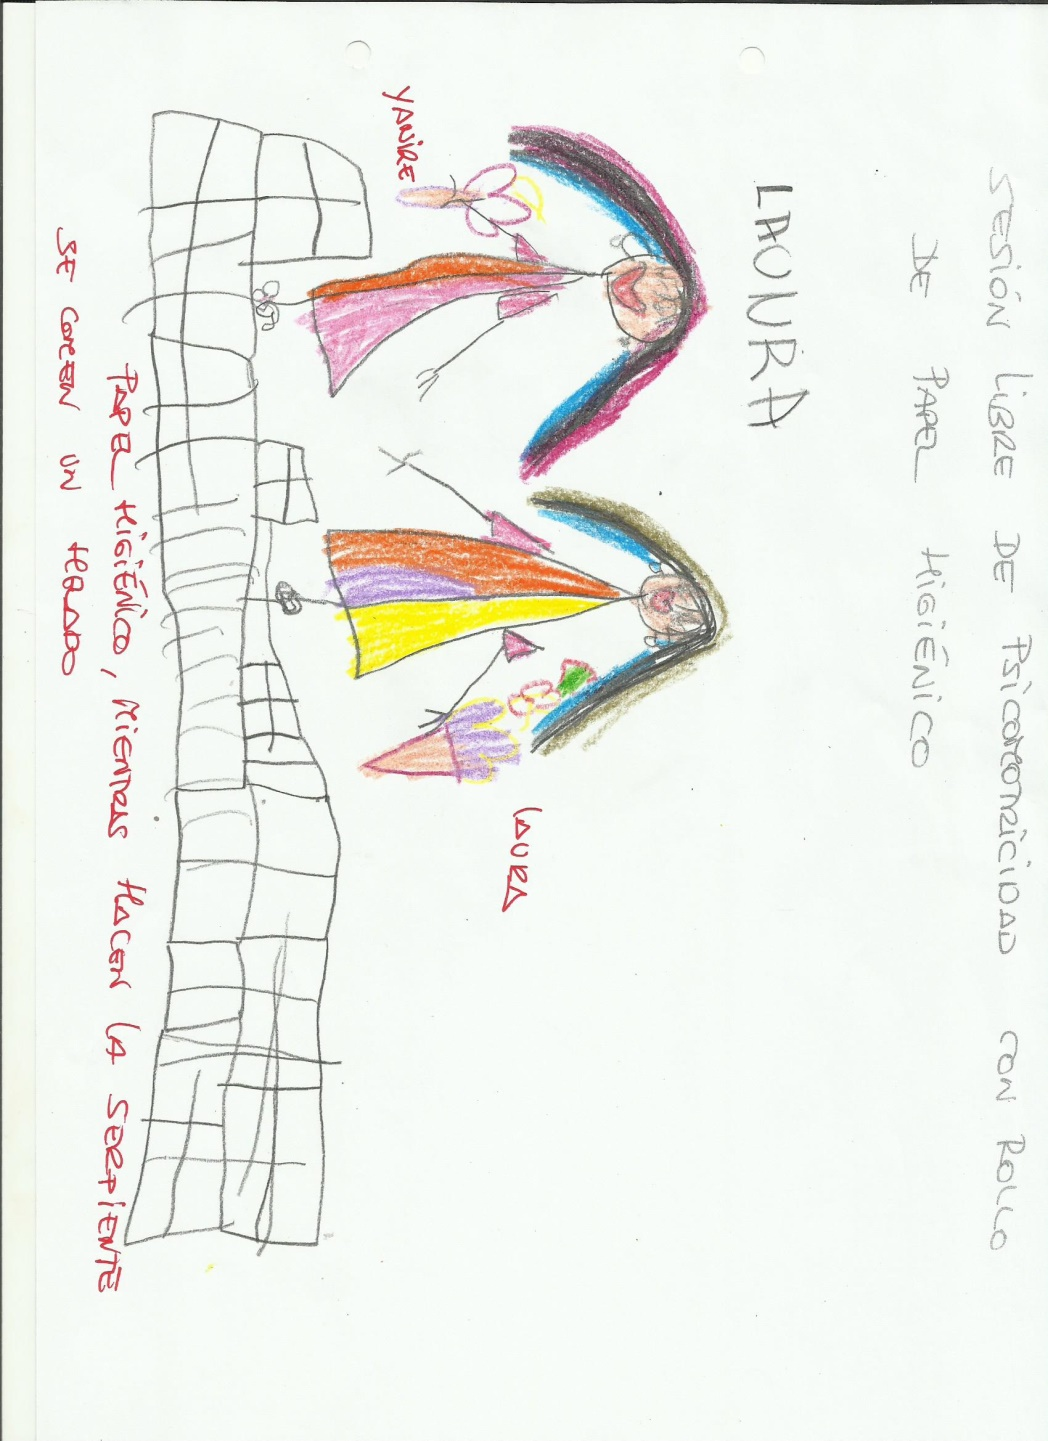 SESIÓN LIBRE DE PSICOMOTRICIDAD CON ROLLO
DE PAPEL HIGIÉNICO
LAOURA
LAURA
YANIRE
PAPEL HIGIÉNICO, MIENTRAS HACEN LA SERPIENTE
SE COMEN UN HELADO